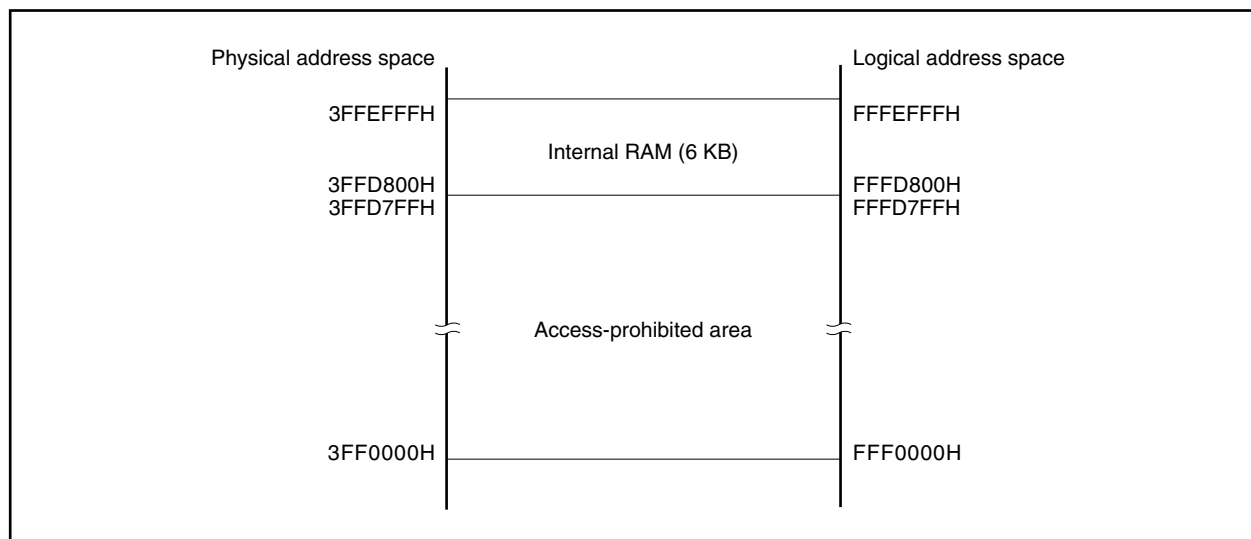 Physical address space
Logical address space
3FFEFFFH
FFFEFFFH
Internal RAM (6 KB)
3FFD800H
FFFD800H
3FFD7FFH
FFFD7FFH
Access-prohibited area
3FF0000H
FFF0000H